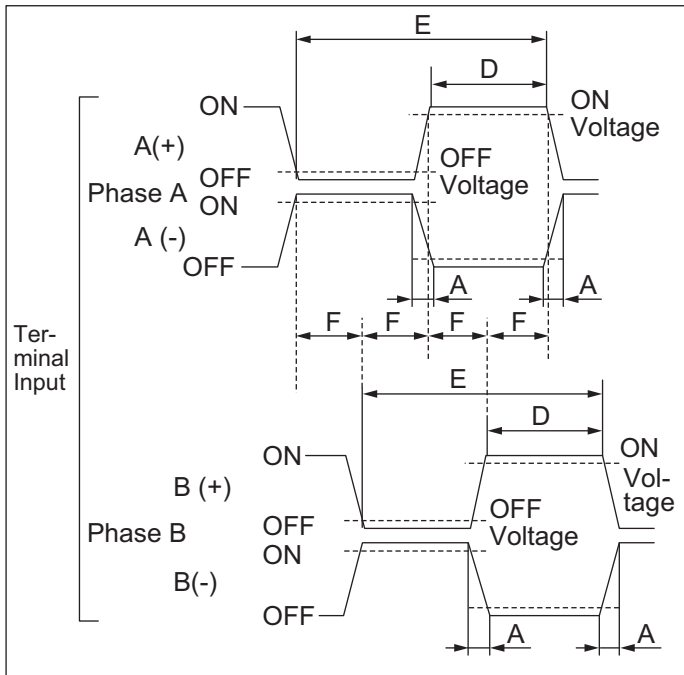 E
D
ON
ON
Voltage
A(+)
OFF
OFF
Voltage
Phase A
ON
A (-)
OFF
A
A
F
F
F
F
Ter-
minal
Input
E
D
ON
ON
Vol-
tage
B (+)
OFF
OFF
Voltage
Phase B
ON
B(-)
OFF
A
A